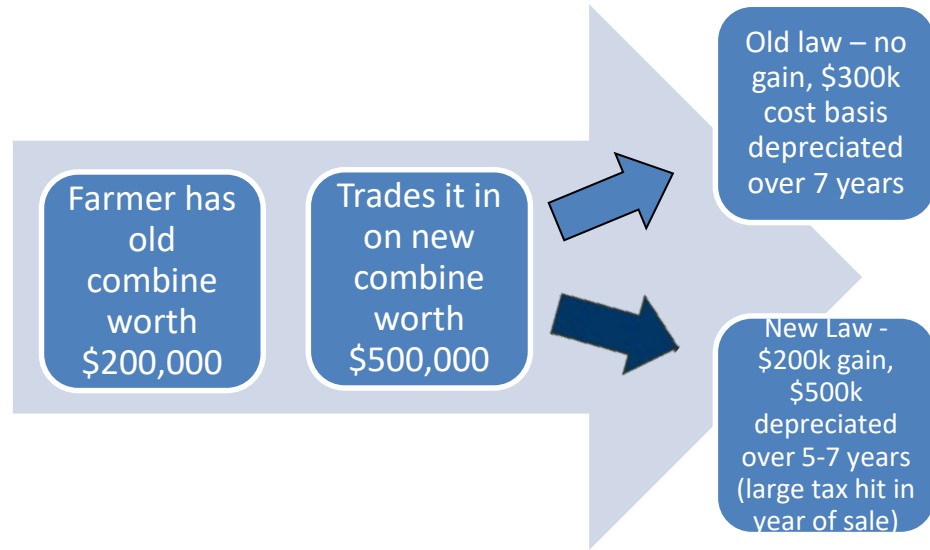 Farmer has
old
combine
worth
$200,000
Trades it in
on new
combine
worth
$500,000
Old law – no
gain, $300k
cost basis
depreciated
over 7 years
New Law -
$200k gain,
$500k
depreciated
over 5-7 years
(large tax hit in
year of sale)